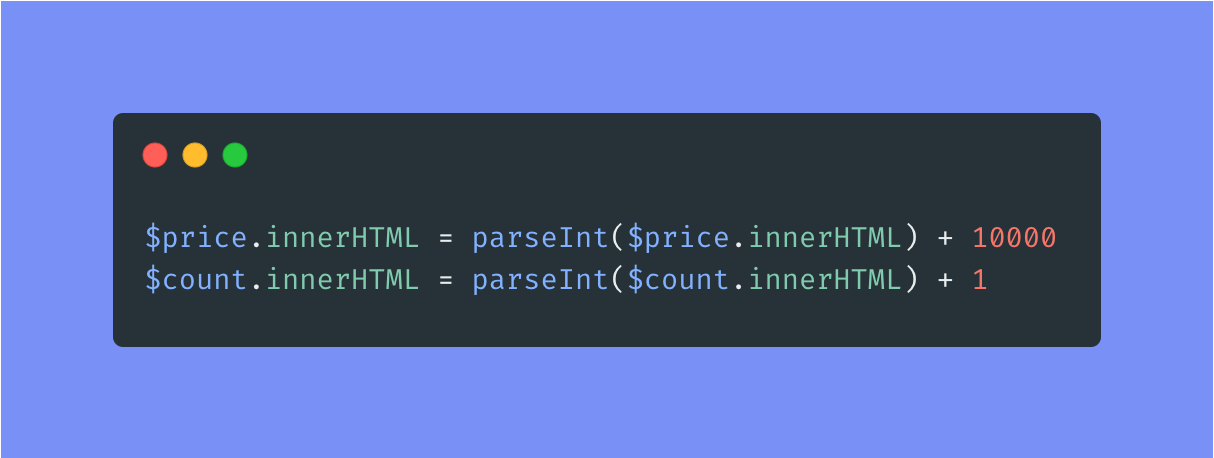 $price.innerHTML = parseInt($price.innerHTML) + 10000
$count.innerHTML = parseInt($count.innerHTML) + 1